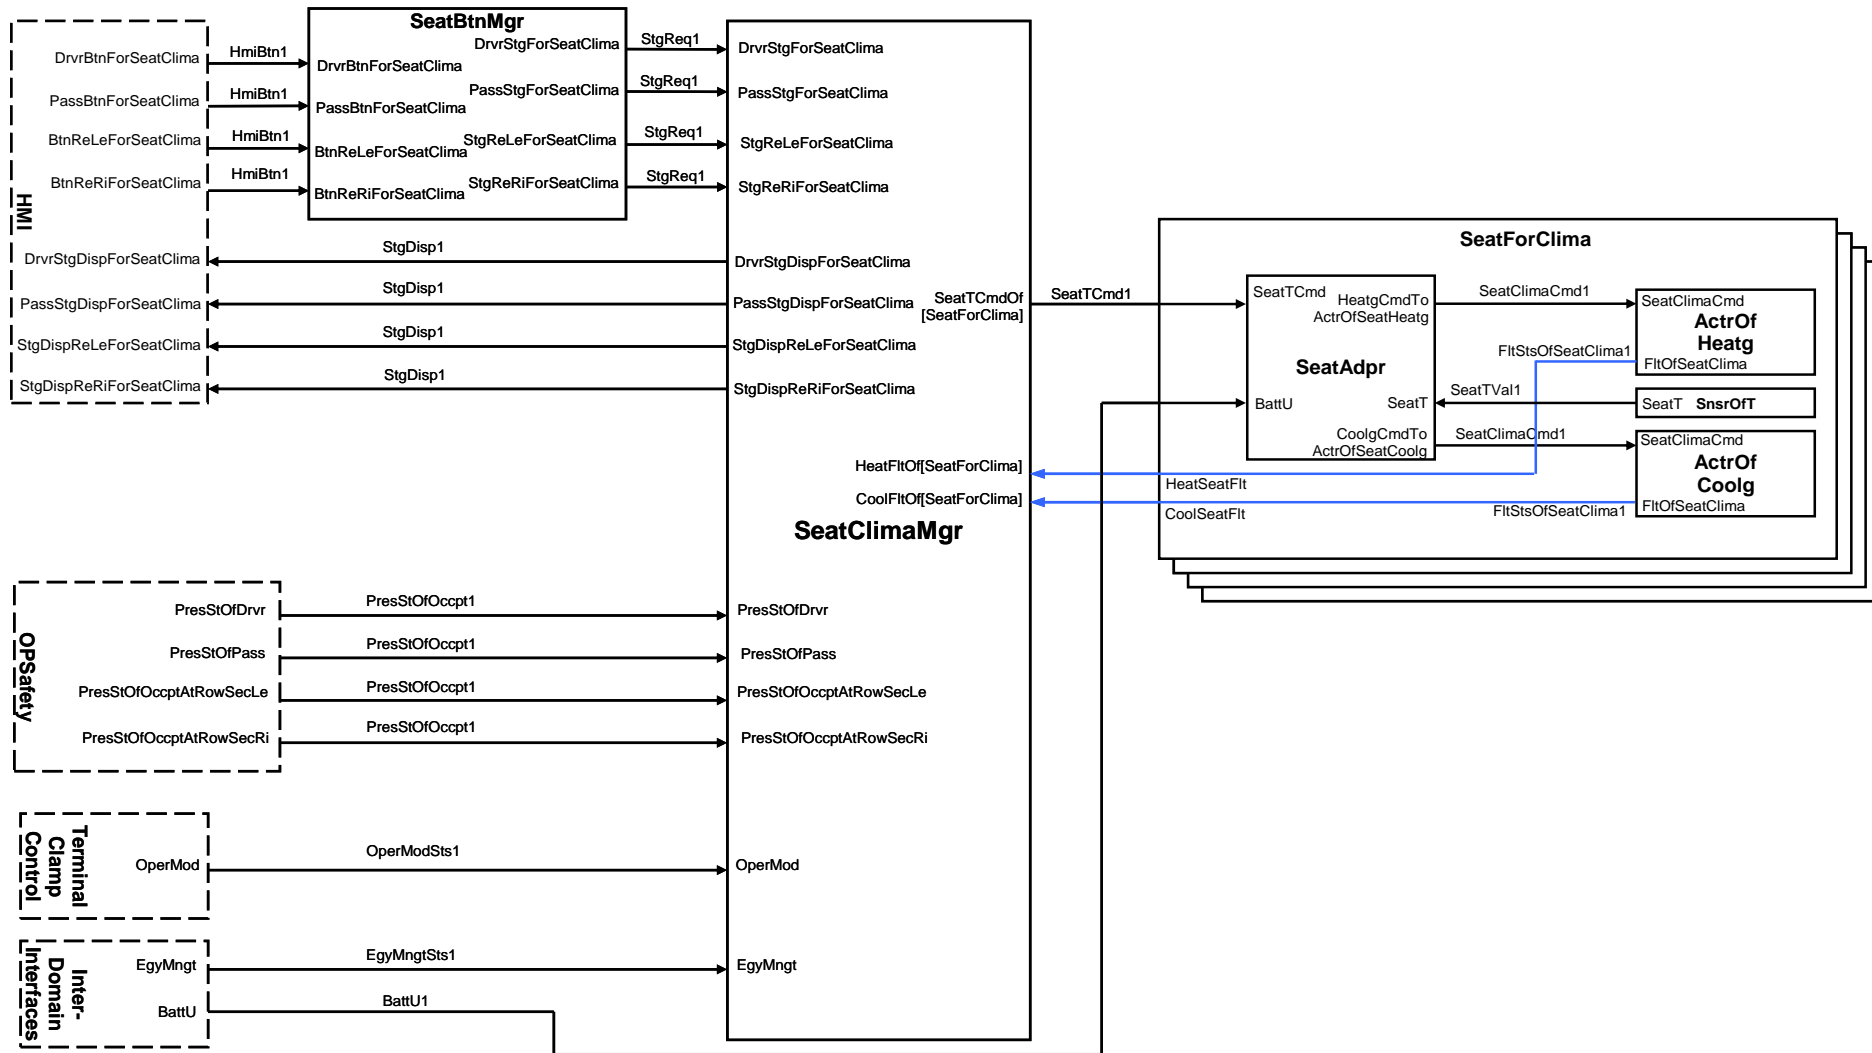 HMI
DrvrBtnForSeatClima
PassBtnForSeatClima
BtnReLeForSeatClima
BtnReRiForSeatClima
DrvrStgDispForSeatClima
PassStgDispForSeatClima
StgDispReLeForSeatClima
StgDispReRiForSeatClima
HmiBtn1
HmiBtn1
HmiBtn1
HmiBtn1
SeatBtnMgr
DrvrBtnForSeatClima
PassBtnForSeatClima
BtnReLeForSeatClima
BtnReRiForSeatClima
DrvrStgForSeatClima
PassStgForSeatClima
StgReLeForSeatClima
StgReRiForSeatClima
StgReq1
StgReq1
StgReq1
StgReq1
StgDisp1
StgDisp1
StgDisp1
StgDisp1
DrvrStgForSeatClima
PassStgForSeatClima
StgReLeForSeatClima
StgReRiForSeatClima
DrvrStgDispForSeatClima
PassStgDispForSeatClima
StgDispReLeForSeatClima
StgDispReRiForSeatClima
SeatTCmdOf
[SeatForClima]
HeatFltOf[SeatForClima]
CoolFltOf[SeatForClima]
SeatClimaMgr
PresStOfDrvr
PresStOfPass
PresStOfOccptAtRowSecLe
PresStOfOccptAtRowSecRi
OperMod
EgyMngt
SeatTCmd1
SeatForClima
SeatTCmd
HeatgCmdTo
ActrOfSeatHeatg
SeatAdpr
BattU
SeatT
CoolgCmdTo
ActrOfSeatCoolg
SeatClimaCmd1
FltStsOfSeatClima1
SeatTVal1
SeatClimaCmd1
FltStsOfSeatClima1
HeatSeatFlt
CoolSeatFlt
SeatClimaCmd
ActrOf
Heatg
FltOfSeatClima
SeatT SnsrOfT
SeatClimaCmd
ActrOf
Coolg
FltOfSeatClima
OPSafety
PresStOfDrvr
PresStOfPass
PresStOfOccptAtRowSecLe
PresStOfOccptAtRowSecRi
PresStOfOccpt1
PresStOfOccpt1
PresStOfOccpt1
PresStOfOccpt1
Terminal
Clamp
Control
OperMod
OperModSts1
Inter-
Domain
Interfaces
EgyMngt
BattU
EgyMngtSts1
BattU1